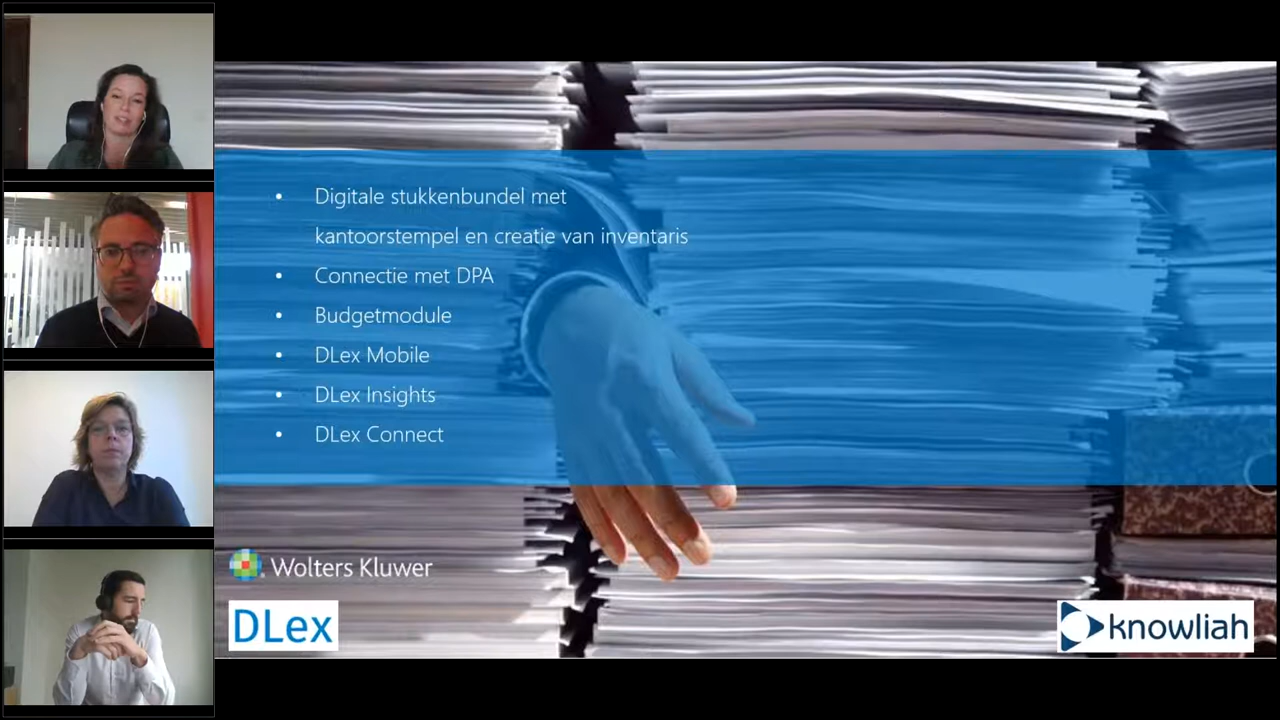 Digitale stukkenbundel met
kantoorstempel en creatie van inventaris
Connectie met DPA
Budgetmodule
DLex Mobile
DLex Insights
DLex Connect
Wolters Kluwer
DLex
knowliah